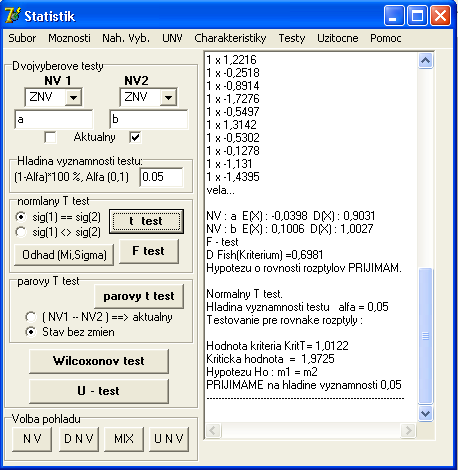 Statistik
Subor Moznosti Nah. Vyb. UNV Charakteristiky Testy Uzitocne Pomoc
Dvojvyberove testy
NV 1 NV2
ZNV ZNV
a b
Aktualny
Hladina vyznamnosti testu:
(1-Alfa)*100 %, Alfa (0,1) 0.05
normlany T test
sig(1) == sig(2)
sig(1) <> sig(2)
t test
Odhad (Mi,Sigma) F test
parovy T test
parovy t test
( NV1 -- NV2 ) ==> aktualny
Stav bez zmien
Wilcoxonov test
U - test
Volba pohladu
N V D N V MIX U N V
1 x 1,2216
1 x -0,2518
1 x -0,8914
1 x -1,7276
1 x -0,5497
1 x 1,3142
1 x -0,5302
1 x -0,1278
1 x -1,131
1 x -1,4395
vela...
NV : a E(X) : -0,0398 D(X) : 0,9031
NV : b E(X) : 0,1006 D(X) : 1,0027
F - test
D Fish(Kriterium) =0,6981
Hypotezu o rovnosti rozptylov PRIJIMAM.
Normalny T test.
Hladina vyznamnosti testu alfa = 0,05
Testovanie pre rovnake rozptyly :
Hodnota kriteria KritT= 1,0122
Kriticka hodnota = 1,9725
Hypotezu Ho : m1 = m2
PRIJIMAME na hladine vyznamnosti 0,05